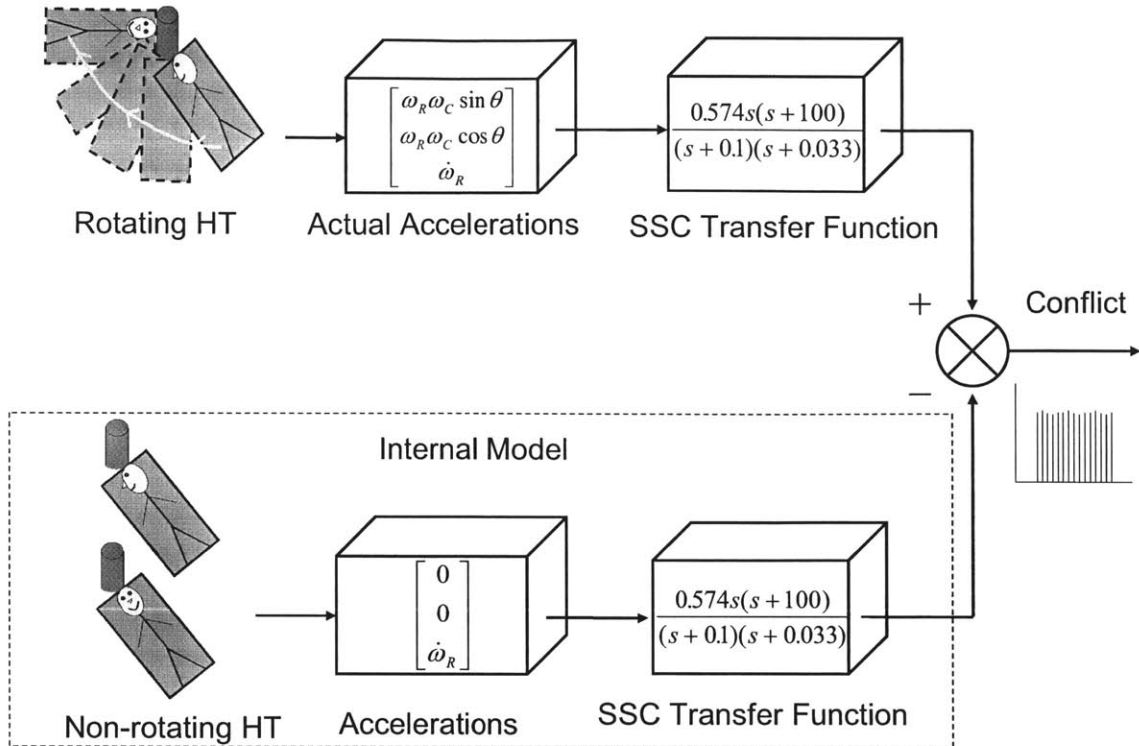 ω_R ω_C sin θ
ω_R ω_C cos θ
ω̇_R
0.574s(s + 100)
(s + 0.1)(s + 0.033)
Rotating HT
Actual Accelerations
SSC Transfer Function
+
Conflict
−
Internal Model
0
0
ω̇_R
0.574s(s + 100)
(s + 0.1)(s + 0.033)
Non-rotating HT
Accelerations
SSC Transfer Function